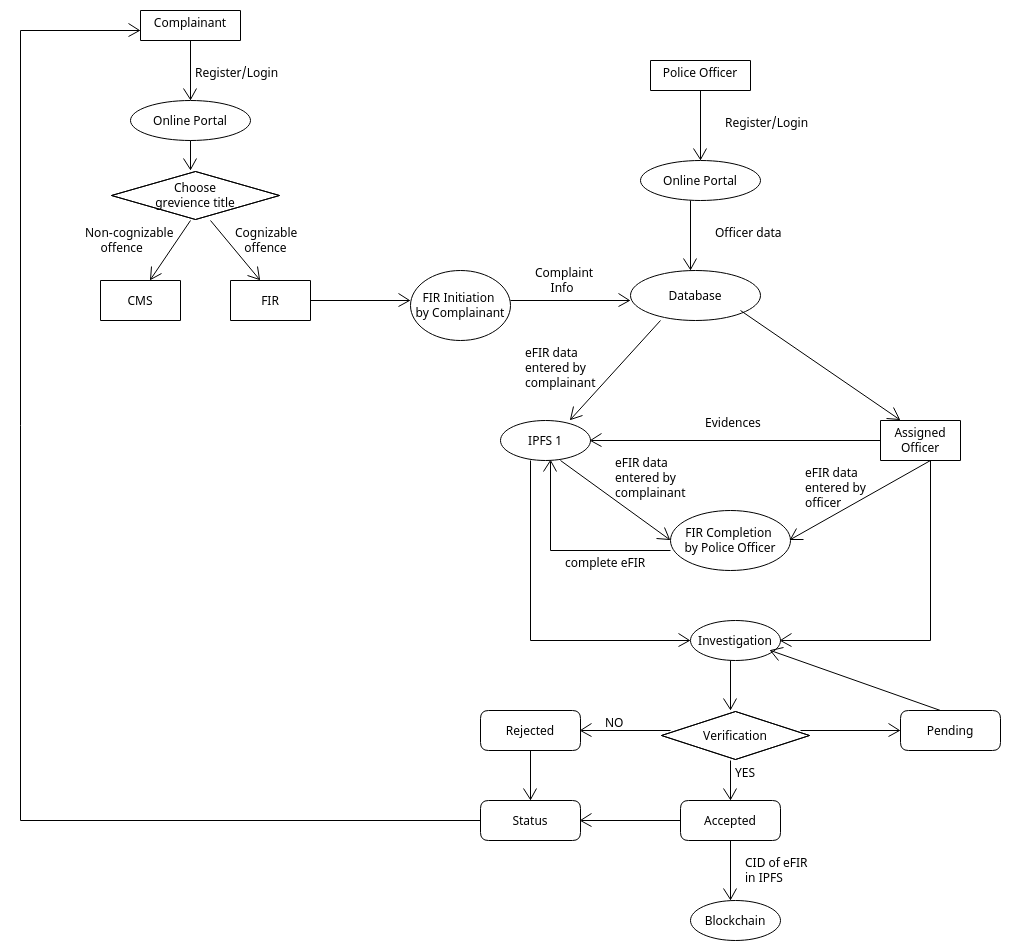 Complainant
Register/Login
Police Officer
Online Portal
Register/Login
Choose
grevience title
Online Portal
Non-cognizable
offence
Cognizable
offence
Officer data
CMS
FIR
FIR Initiation
by Complainant
Complaint
Info
Database
eFIR data
entered by
complainant
IPFS 1
Evidences
Assigned
Officer
eFIR data
entered by
complainant
eFIR data
entered by
officer
FIR Completion
by Police Officer
complete eFIR
Investigation
Rejected
NO
Verification
Pending
YES
Status
Accepted
CID of eFIR
in IPFS
Blockchain